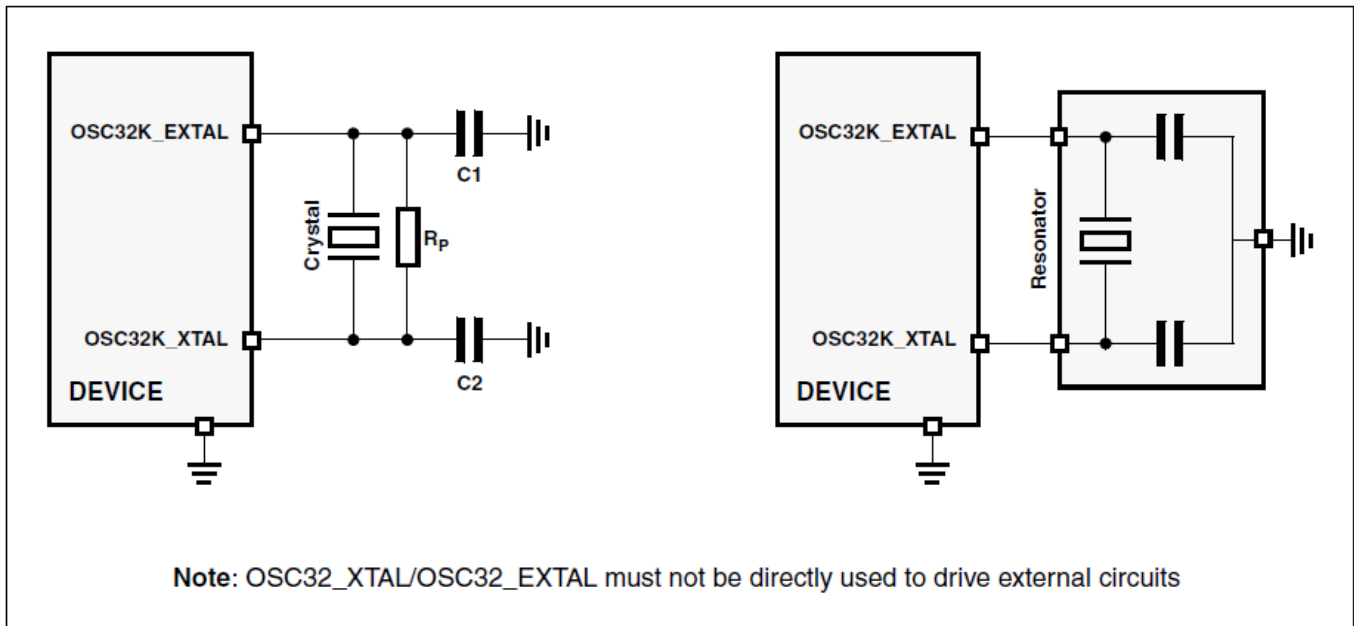 OSC32K_EXTAL
C1
Crystal
RP
OSC32K_XTAL
C2
DEVICE
OSC32K_EXTAL
Resonator
OSC32K_XTAL
DEVICE
Note: OSC32_XTAL/OSC32_EXTAL must not be directly used to drive external circuits